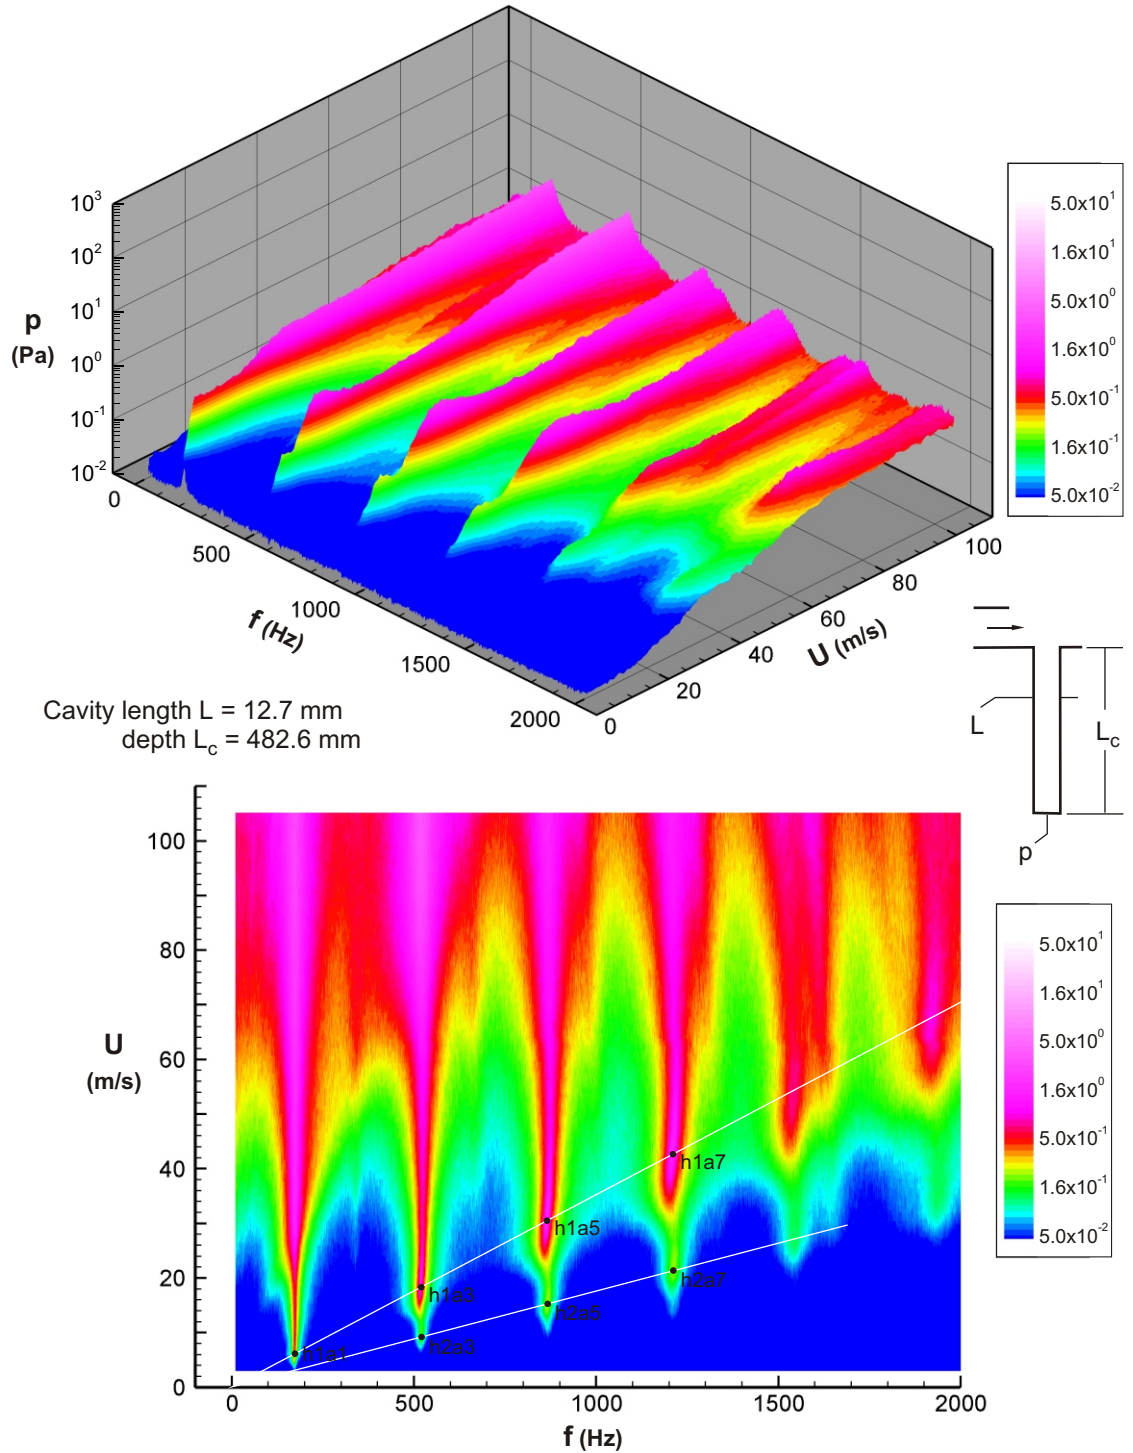 10³
10²
10¹
10⁰
10⁻¹
10⁻²
p
(Pa)
0
500
1000
1500
2000
f (Hz)
0
20
40
60
80
100
U (m/s)
5.0x10¹
1.6x10¹
5.0x10⁰
1.6x10⁰
5.0x10⁻¹
1.6x10⁻¹
5.0x10⁻²
Cavity length L = 12.7 mm
depth L_c = 482.6 mm
L
L_c
p
100
80
60
40
20
0
U
(m/s)
h1a7
h1a5
h2a7
h1a3
h2a5
h2a3
h1a1
0
500
1000
1500
2000
f (Hz)
5.0x10¹
1.6x10¹
5.0x10⁰
1.6x10⁰
5.0x10⁻¹
1.6x10⁻¹
5.0x10⁻²